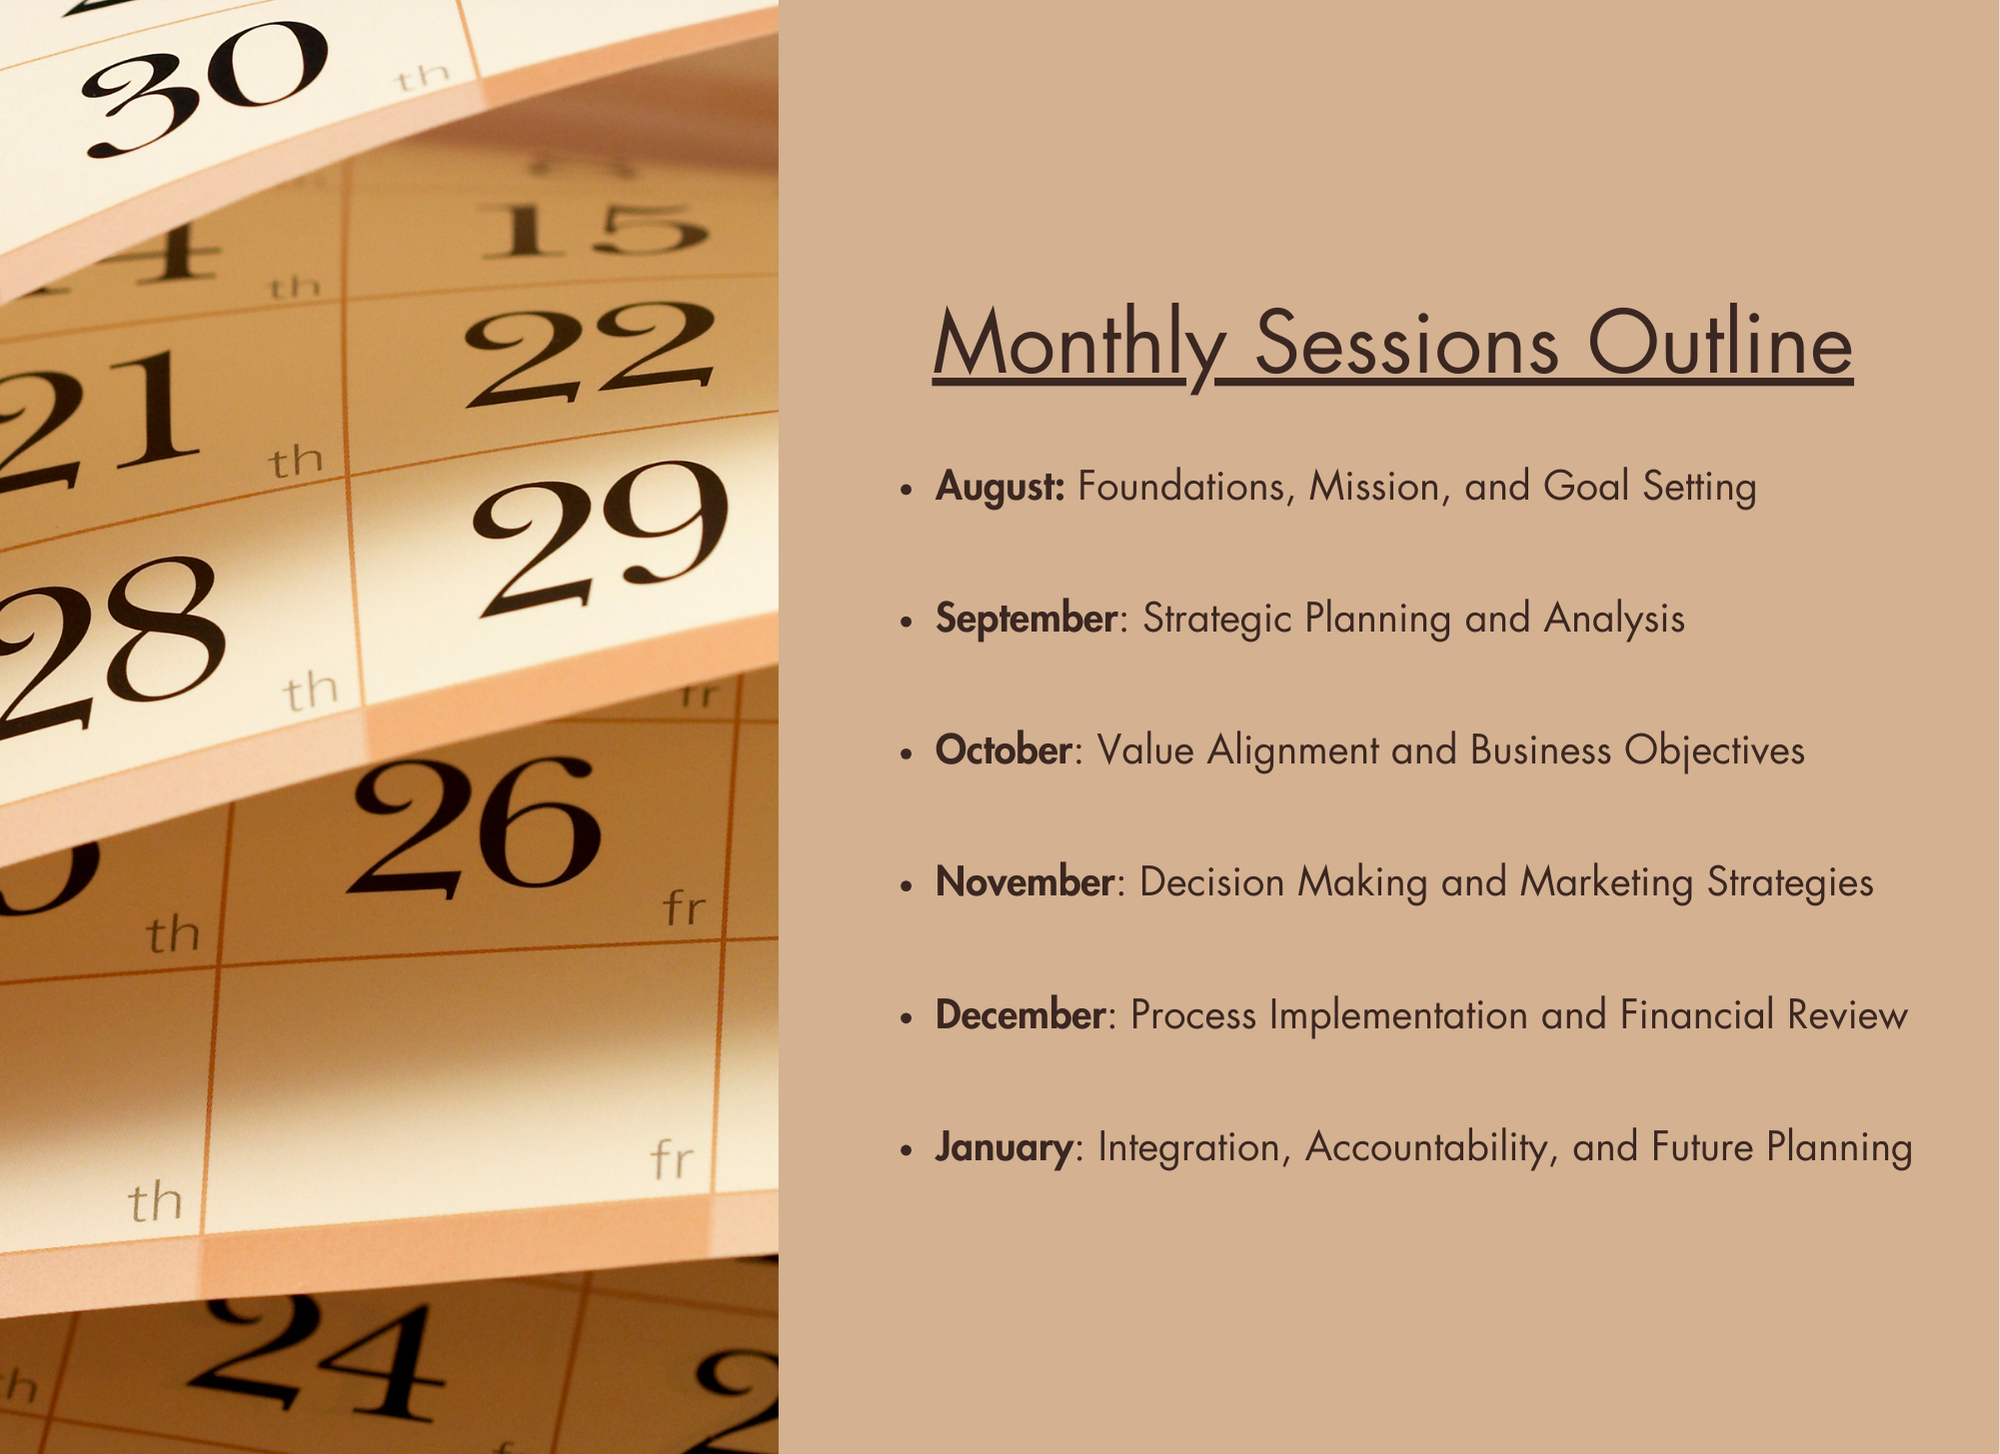 30
th
15
th
21
22
th
28
29
th
fr
26
th
fr
th
fr
24
th
Monthly Sessions Outline
• August: Foundations, Mission, and Goal Setting
• September: Strategic Planning and Analysis
• October: Value Alignment and Business Objectives
• November: Decision Making and Marketing Strategies
• December: Process Implementation and Financial Review
• January: Integration, Accountability, and Future Planning